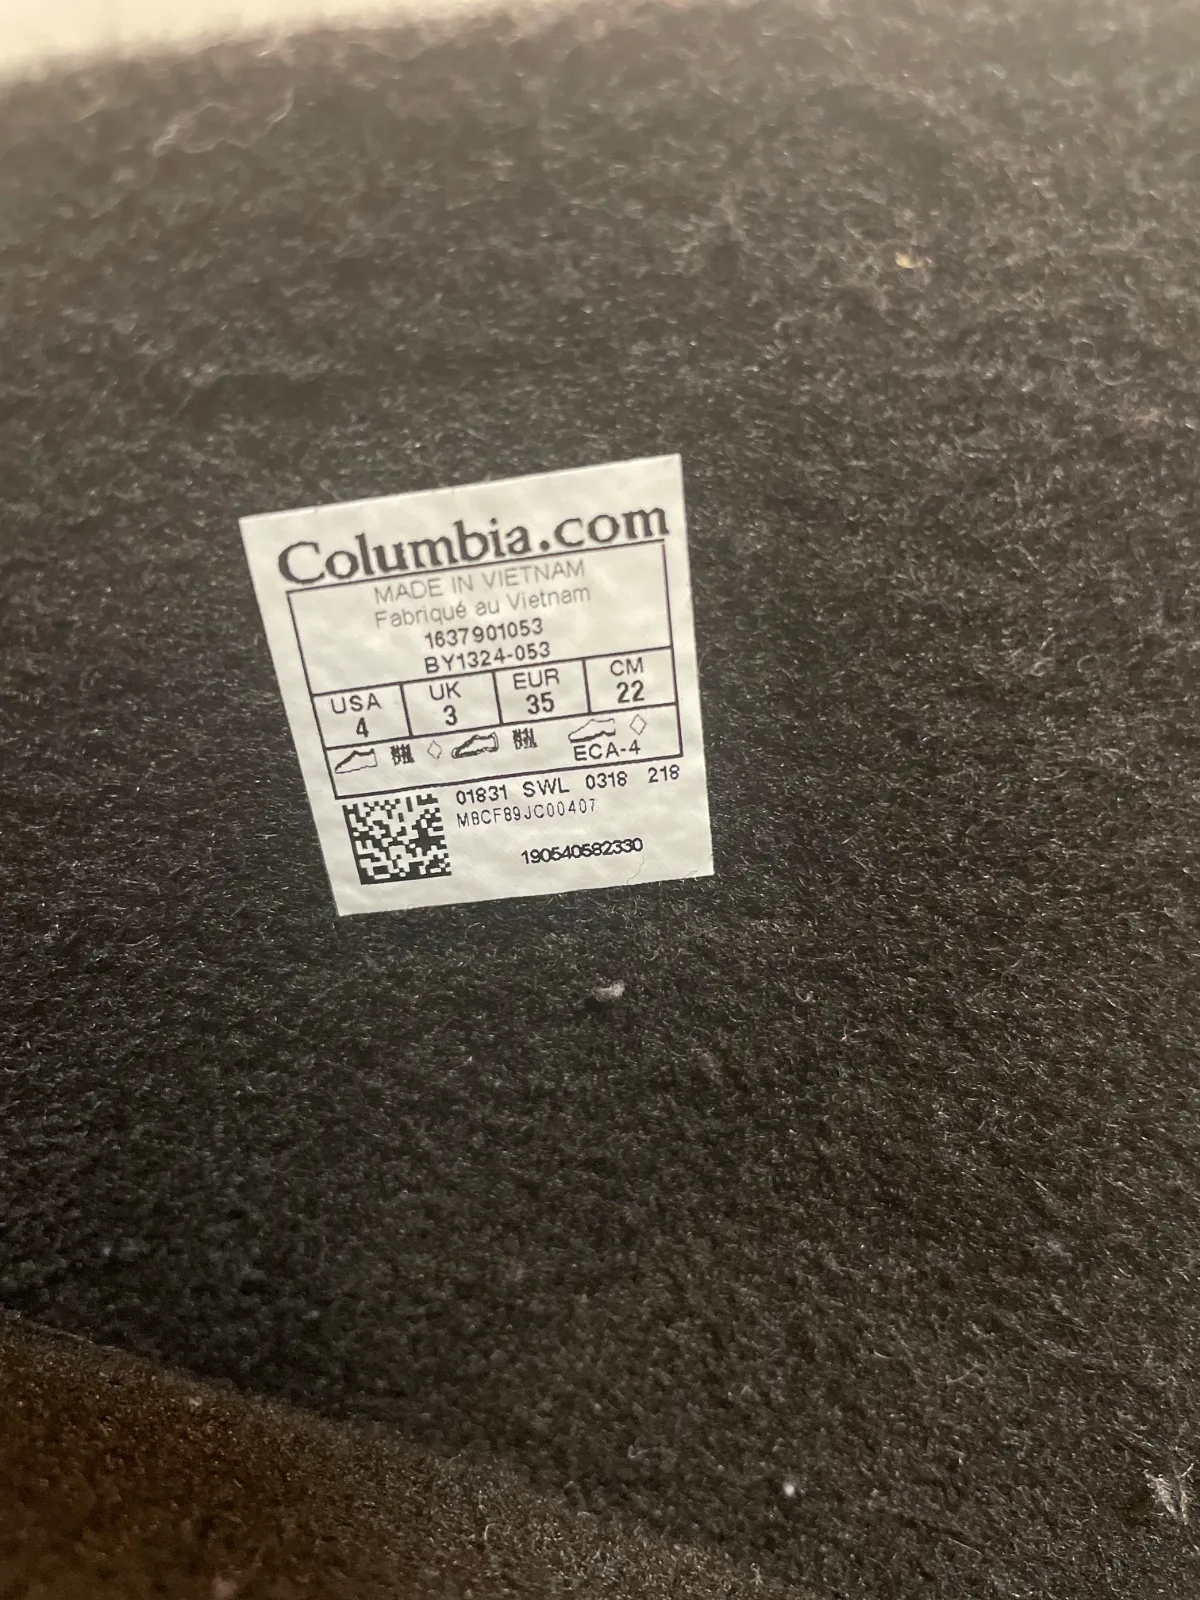 Columbia.com
MADE IN VIETNAM
Fabriqué au Vietnam
1637901053
BY1324-053
USA UK EUR CM
4 3 35 22
ECA-4
01831 SWL 0318 218
MBCF89JC00407
190540582330